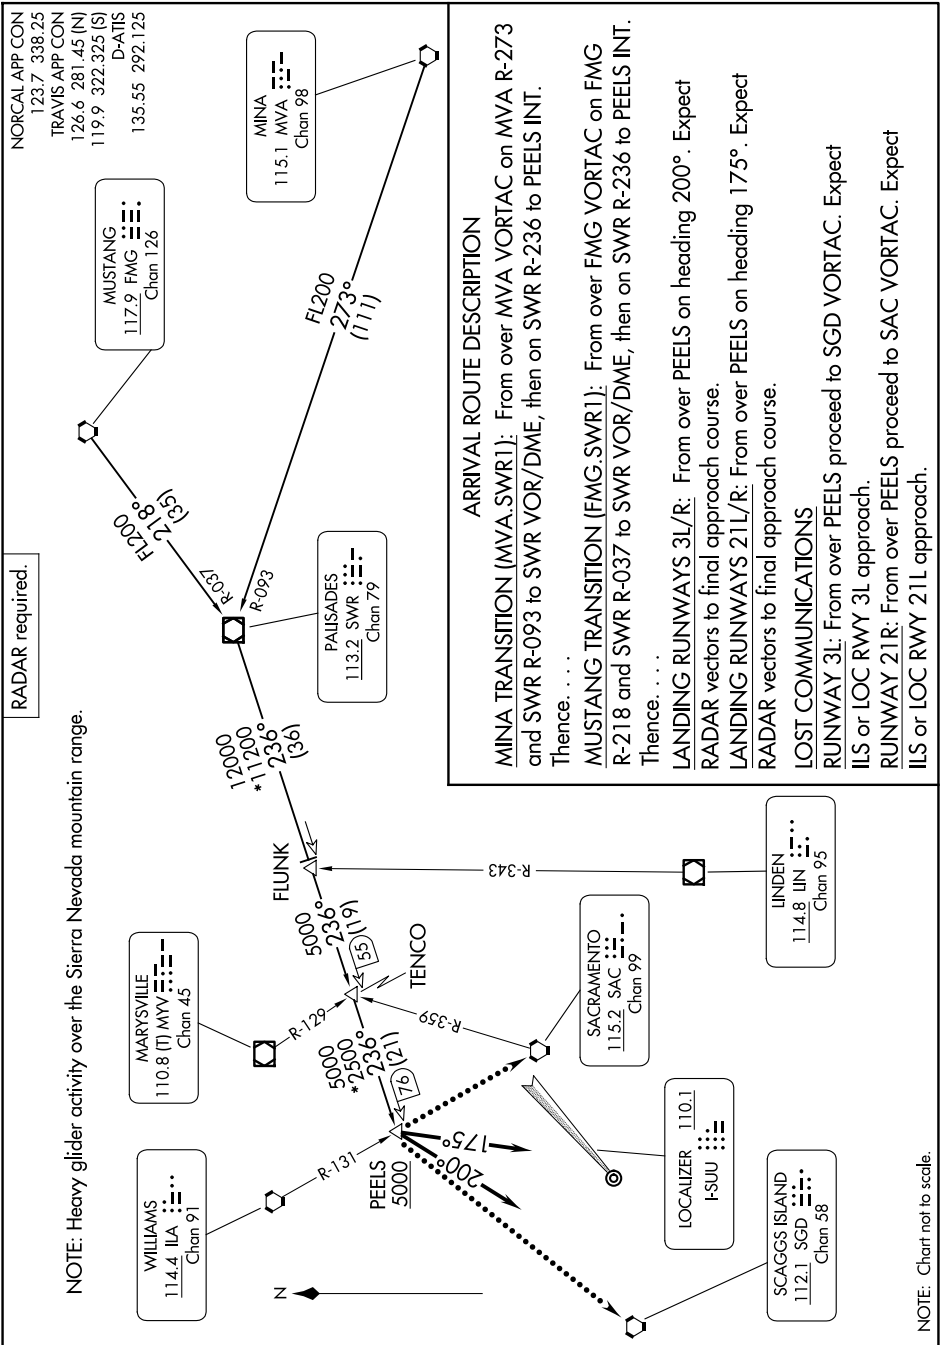 NORCAL APP CON
123.7 338.25
TRAVIS APP CON
126.6 281.45 (N)
119.9 322.325 (S)
D-ATIS
135.55 292.125
RADAR required.
NOTE: Heavy glider activity over the Sierra Nevada mountain range.
MUSTANG
117.9 FMG
Chan 126
MINA
115.1 MVA
Chan 98
FL200
218°
(35)
R-037
FL200
273°
(111)
R-093
PALISADES
113.2 SWR
Chan 79
12000
*11200
236°
(36)
FLUNK
5000
236°
(19)
55
TENCO
R-343
LINDEN
114.8 LIN
Chan 95
MARYSVILLE
110.8 (T) MYV
Chan 45
R-129
R-359
SACRAMENTO
115.2 SAC
Chan 99
5000
*2500
236°
(21)
76
WILLIAMS
114.4 ILA
Chan 91
R-131
PEELS
5000
175°
200°
LOCALIZER 110.1
I-SUU
SCAGGS ISLAND
112.1 SGD
Chan 58
N
NOTE: Chart not to scale.
ARRIVAL ROUTE DESCRIPTION
MINA TRANSITION (MVA.SWR1): From over MVA VORTAC on MVA R-273
and SWR R-093 to SWR VOR/DME, then on SWR R-236 to PEELS INT.
Thence. . . .
MUSTANG TRANSITION (FMG.SWR1): From over FMG VORTAC on FMG
R-218 and SWR R-037 to SWR VOR/DME, then on SWR R-236 to PEELS INT.
Thence. . . .
LANDING RUNWAYS 3L/R: From over PEELS on heading 200°. Expect
RADAR vectors to final approach course.
LANDING RUNWAYS 21L/R: From over PEELS on heading 175°. Expect
RADAR vectors to final approach course.
LOST COMMUNICATIONS
RUNWAY 3L: From over PEELS proceed to SGD VORTAC. Expect
ILS or LOC RWY 3L approach.
RUNWAY 21R: From over PEELS proceed to SAC VORTAC. Expect
ILS or LOC RWY 21L approach.